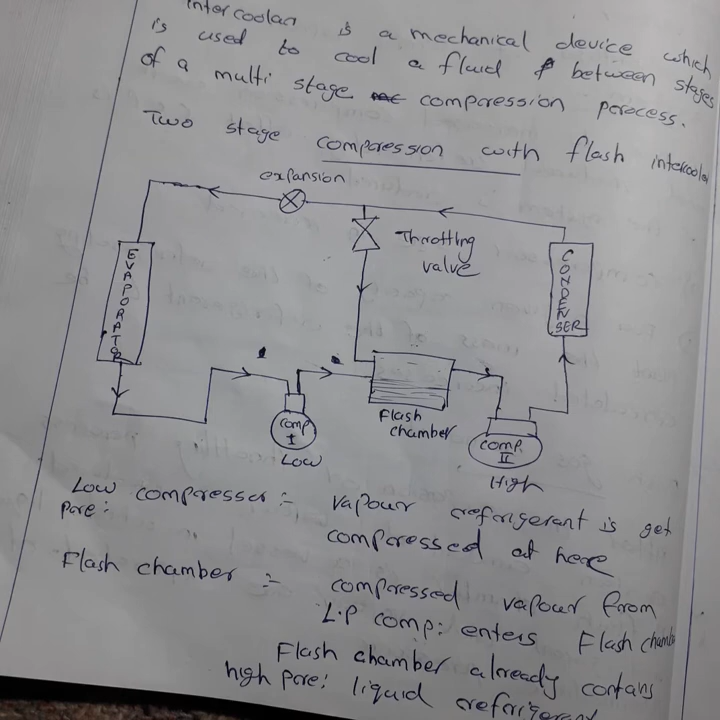 intercooler is a mechanical device which
is used to cool a fluid between stages
of a multi stage compression process.
Two stage compression with flash intercooler
expansion
Throttling
valve
EVAPORATOR
CONDENSER
Flash
chamber
comp
I
Low
comp.
II
High
Low compressor :- vapour refrigerant is get
pre: compressed at here
Flash chamber :- compressed vapour from
L.P comp: enters Flash chamber
Flash chamber already contans
high pre: liquid refrigerant